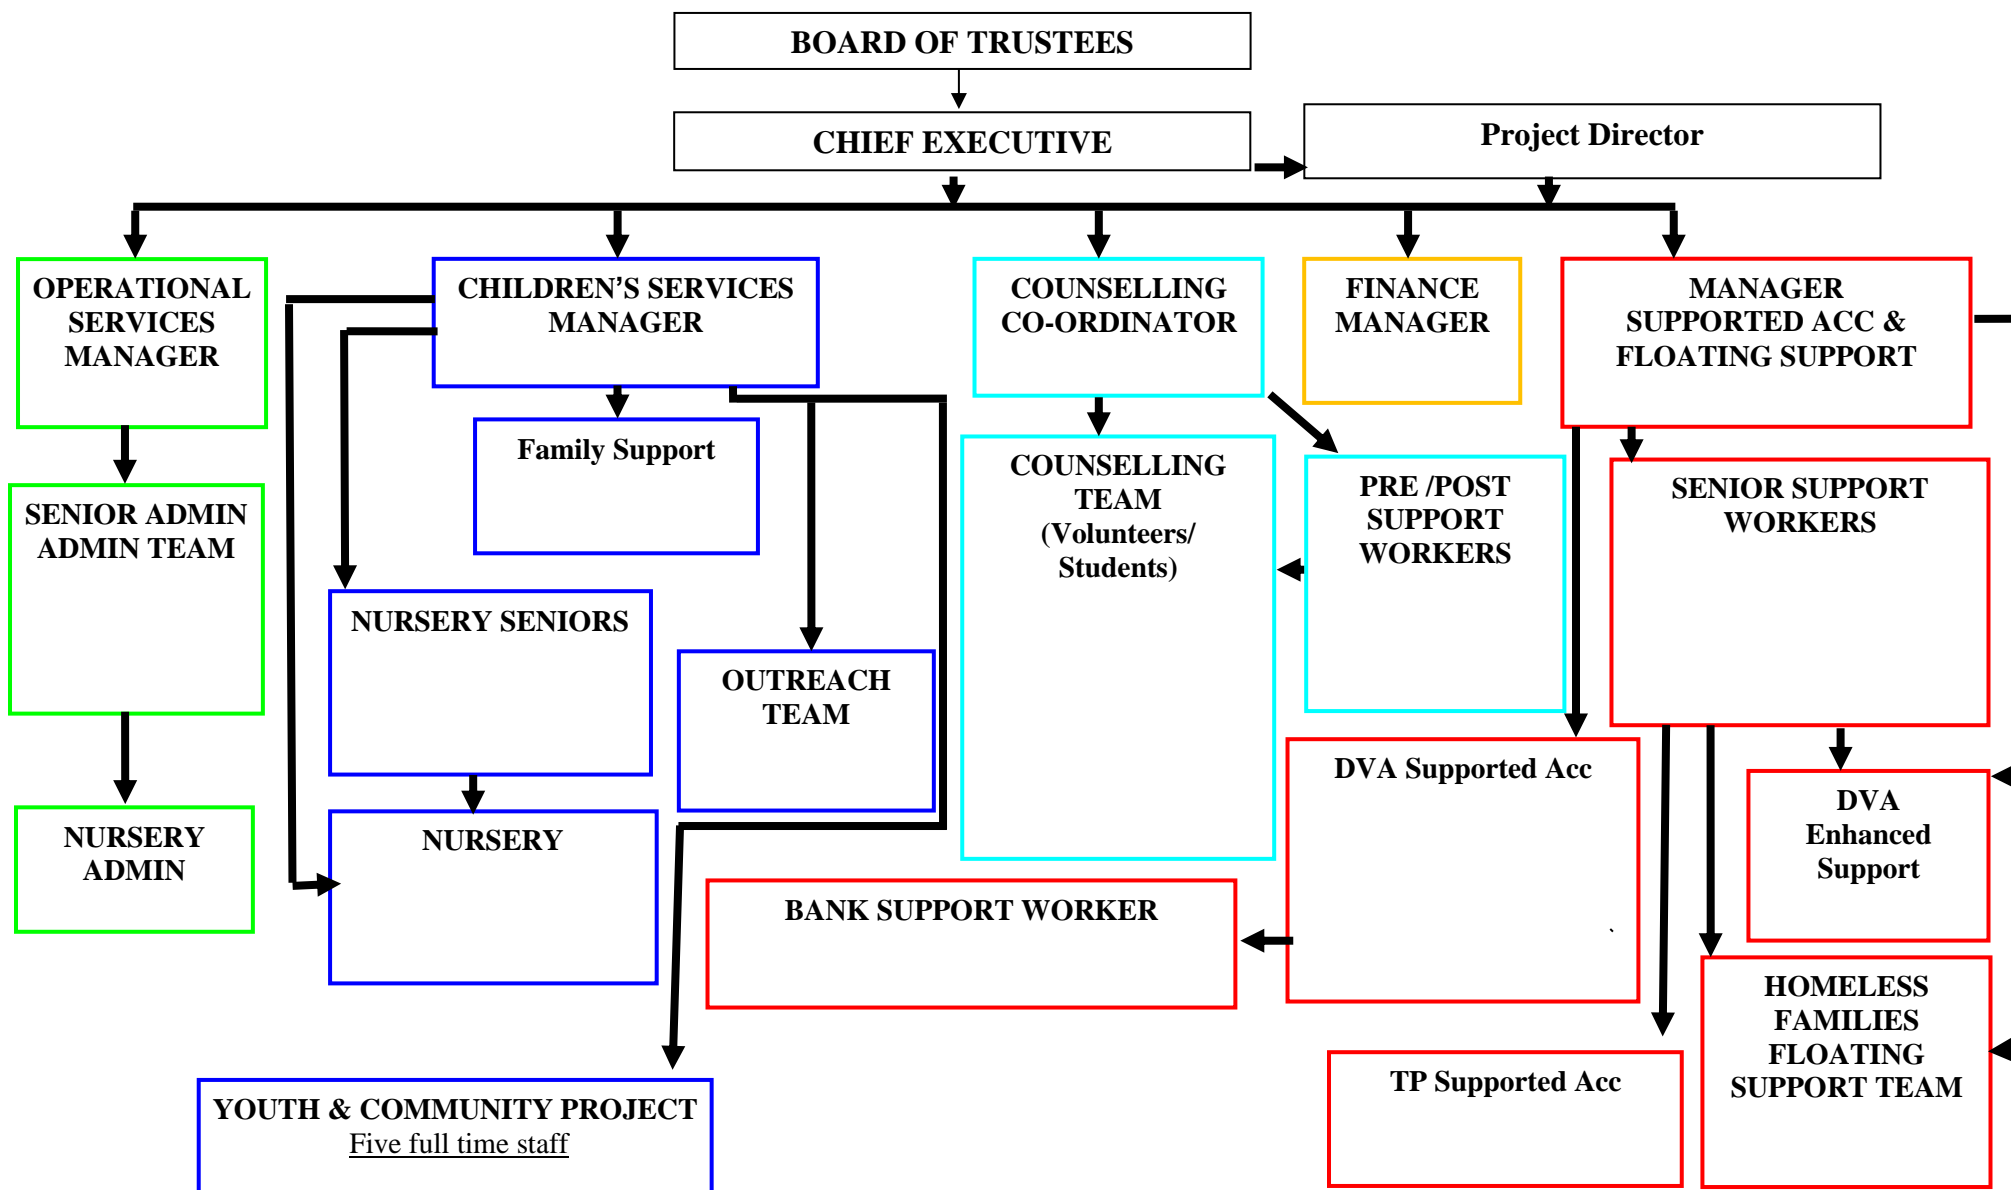 BOARD OF TRUSTEES
CHIEF EXECUTIVE
Project Director
OPERATIONAL
SERVICES
MANAGER
CHILDREN’S SERVICES
MANAGER
COUNSELLING
CO-ORDINATOR
FINANCE
MANAGER
MANAGER
SUPPORTED ACC &
FLOATING SUPPORT
Family Support
COUNSELLING
TEAM
(Volunteers/
Students)
PRE /POST
SUPPORT
WORKERS
SENIOR SUPPORT
WORKERS
SENIOR ADMIN
ADMIN TEAM
NURSERY SENIORS
OUTREACH
TEAM
DVA Supported Acc
DVA
Enhanced
Support
NURSERY
ADMIN
NURSERY
BANK SUPPORT WORKER
HOMELESS
FAMILIES
FLOATING
SUPPORT TEAM
TP Supported Acc
YOUTH & COMMUNITY PROJECT
Five full time staff